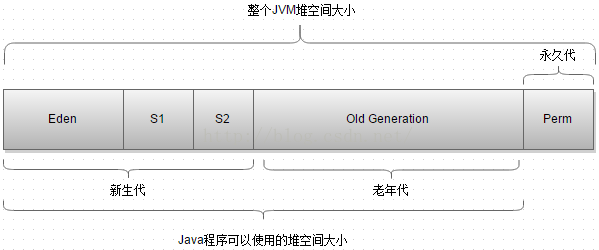 整个JVM堆空间大小
永久代
Eden S1 S2 Old Generation Perm
新生代 老年代
Java程序可以使用的堆空间大小